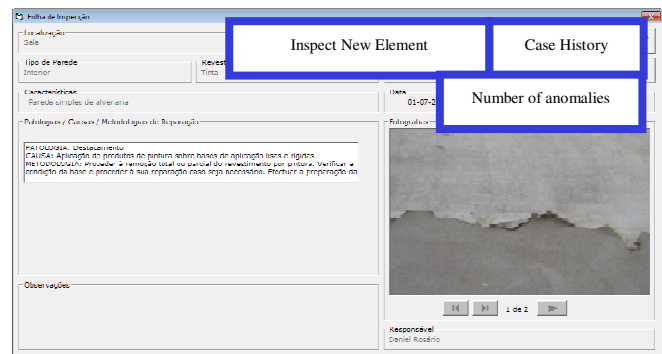 Folha de Inspecção
Localização
Sala
Inspect New Element
Case History
Tipo de Parede
Interior
Revest
Tinta
Number of anomalies
Características
Parede simples de alvenaria
Data
01-07-2
Patologias / Causas / Metodologias de Reparação
Fotografias
PATOLOGIA: Destacamento
CAUSA: Aplicação de produtos de pintura sobre bases de aplicação lisas e rígidas
METODOLOGIA: Proceder à remoção total ou parcial do revestimento por pintura. Verificar a
condição da base e proceder à sua reparação caso seja necessário. Efectuar a preparação da
Observações
1 de 2
Responsável
Daniel Rosário